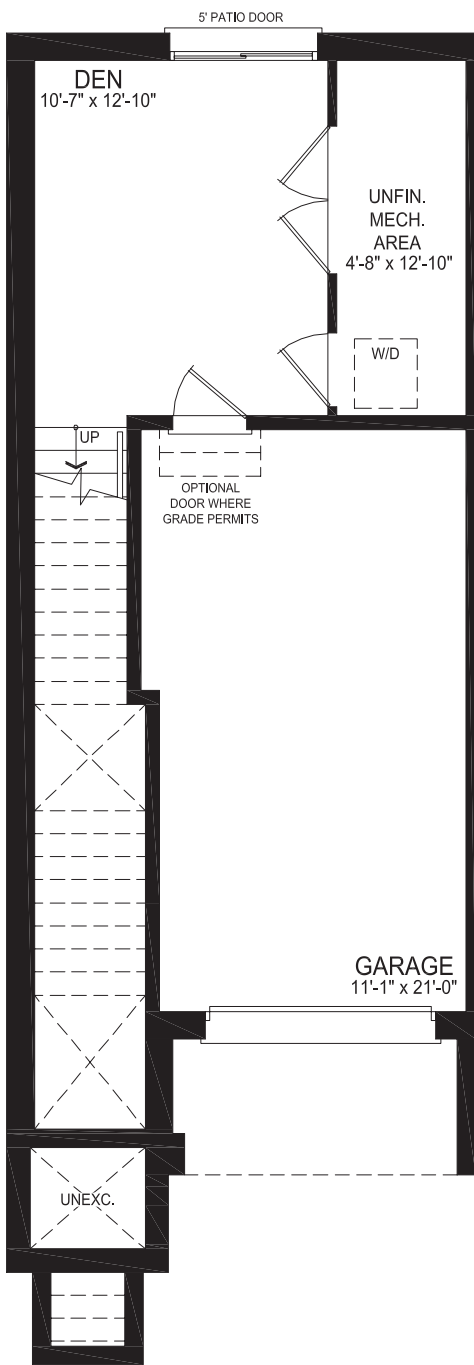 5' PATIO DOOR
DEN
10'-7" x 12'-10"
UNFIN.
MECH.
AREA
4'-8" x 12'-10"
W/D
UP
OPTIONAL
DOOR WHERE
GRADE PERMITS
GARAGE
11'-1" x 21'-0"
UNEXC.